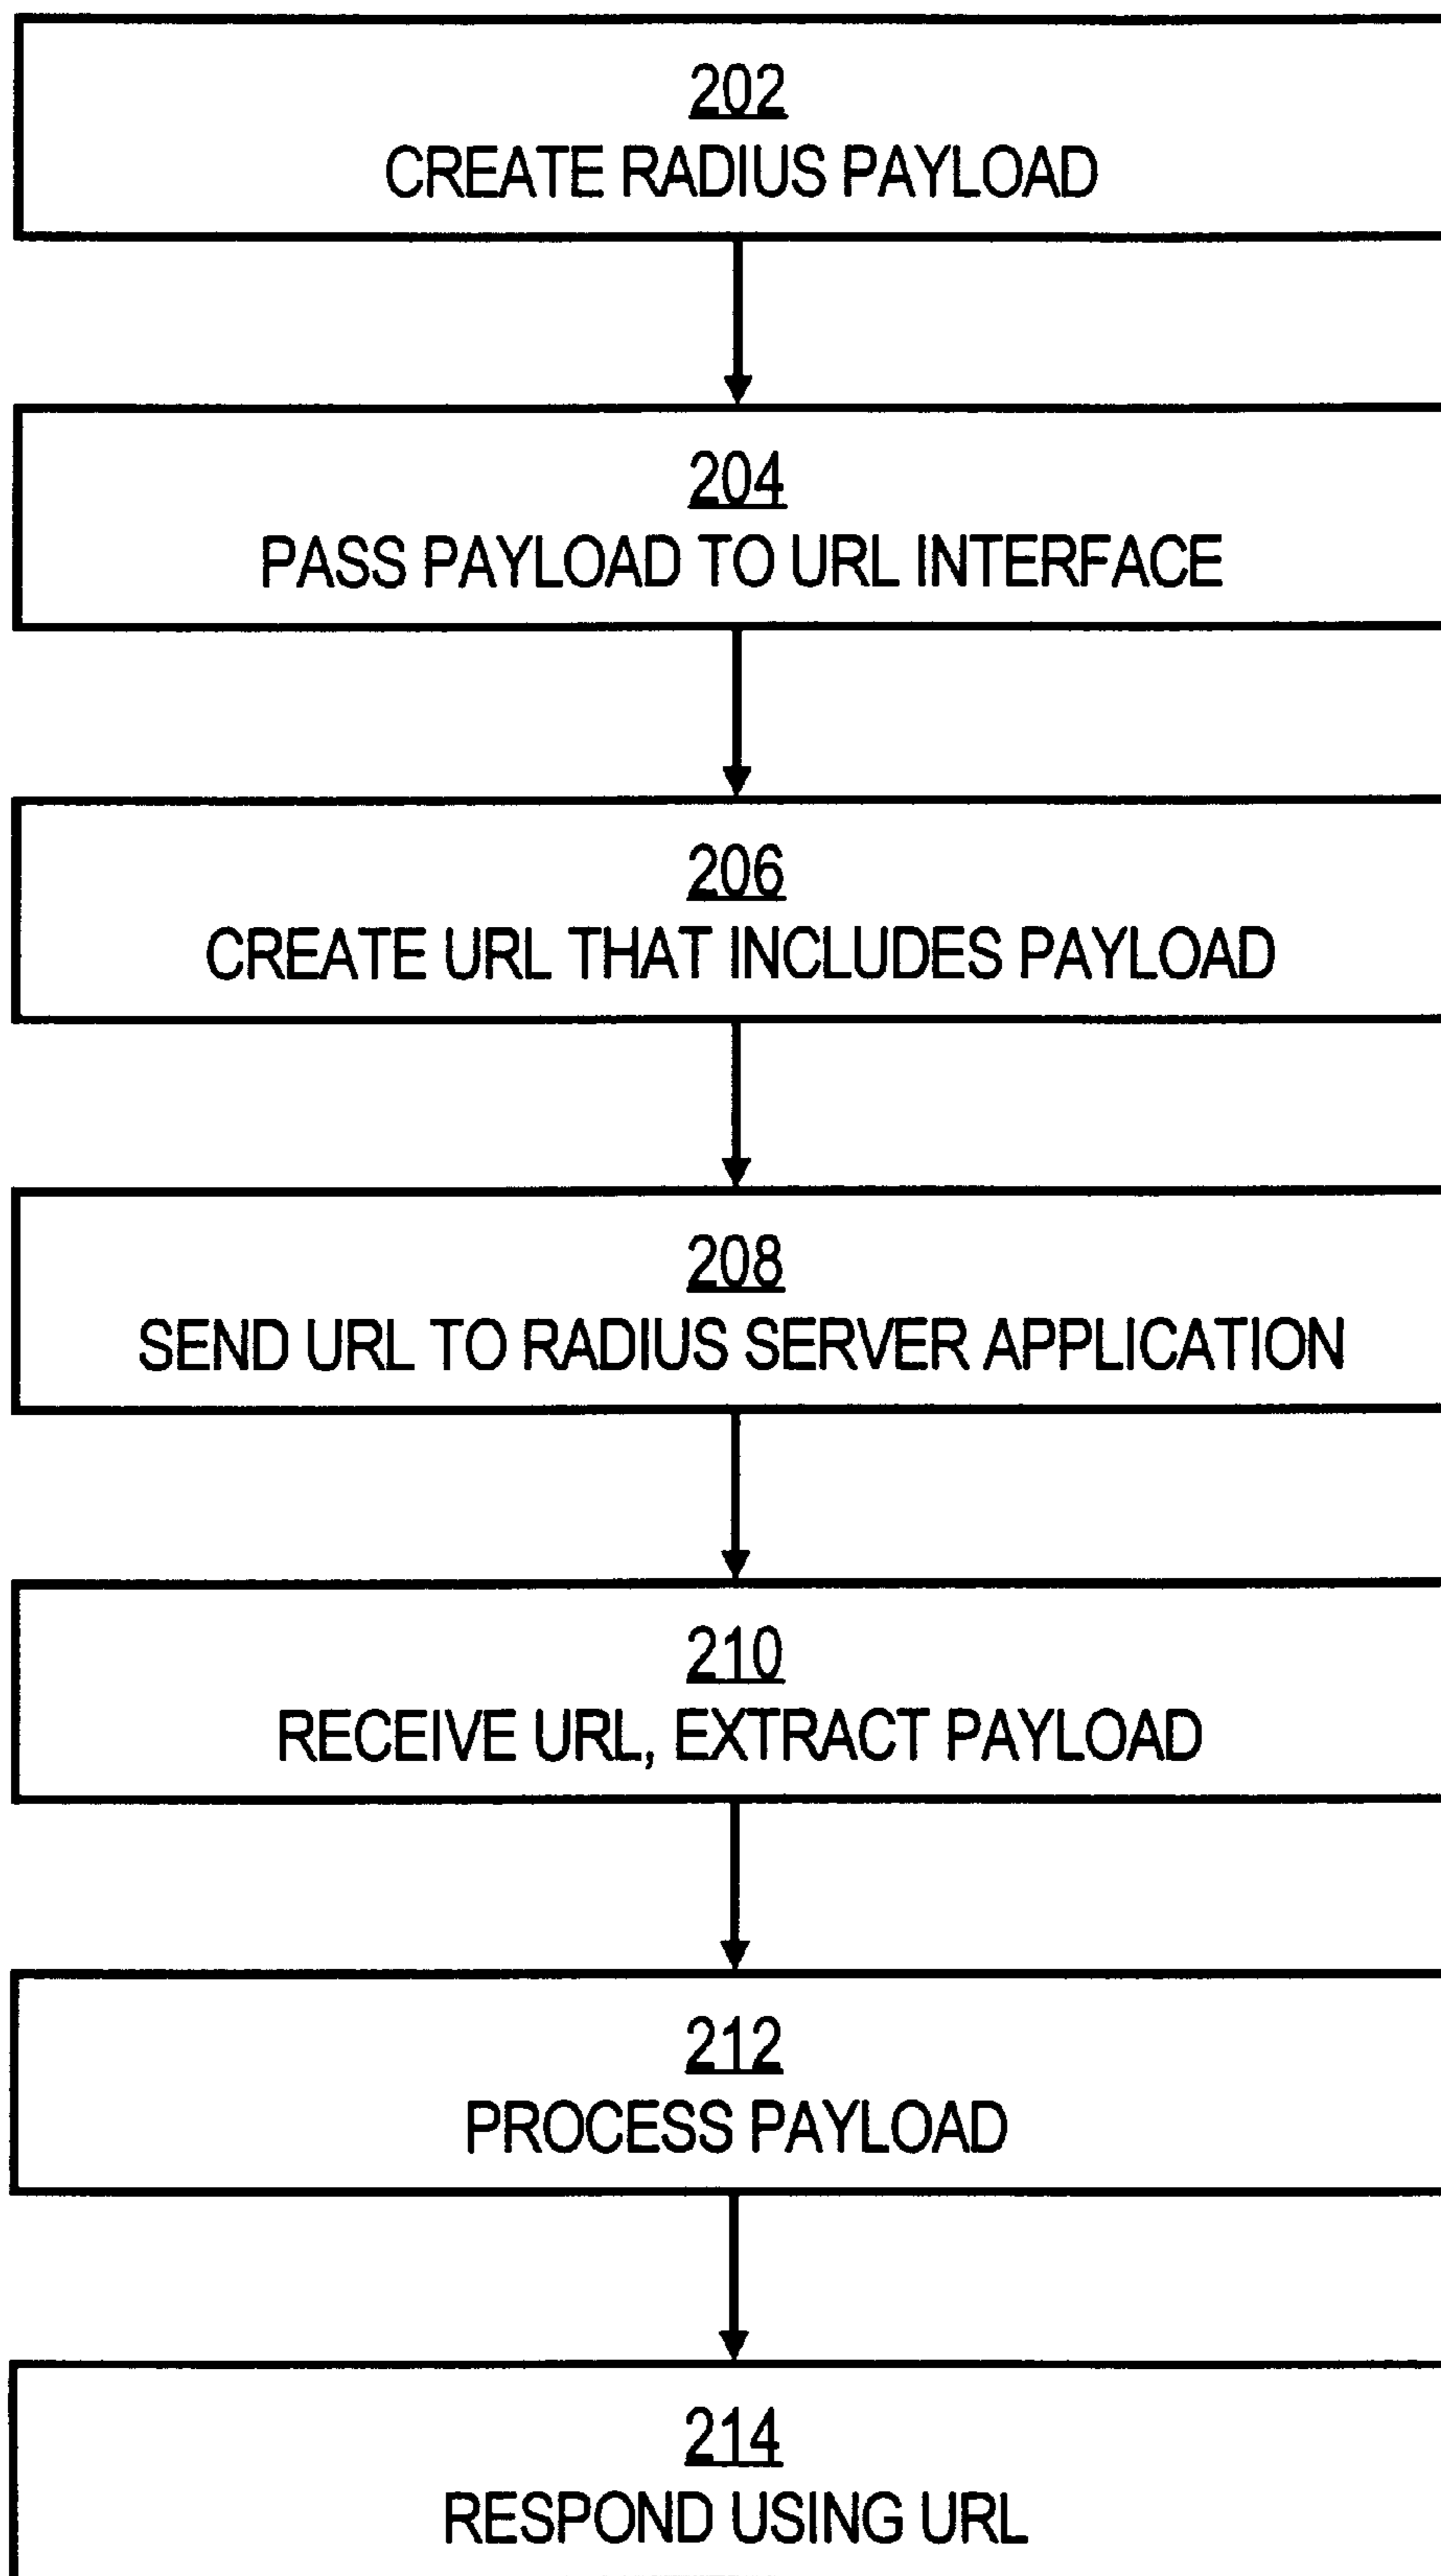 202
CREATE RADIUS PAYLOAD
204
PASS PAYLOAD TO URL INTERFACE
206
CREATE URL THAT INCLUDES PAYLOAD
208
SEND URL TO RADIUS SERVER APPLICATION
210
RECEIVE URL, EXTRACT PAYLOAD
212
PROCESS PAYLOAD
214
RESPOND USING URL